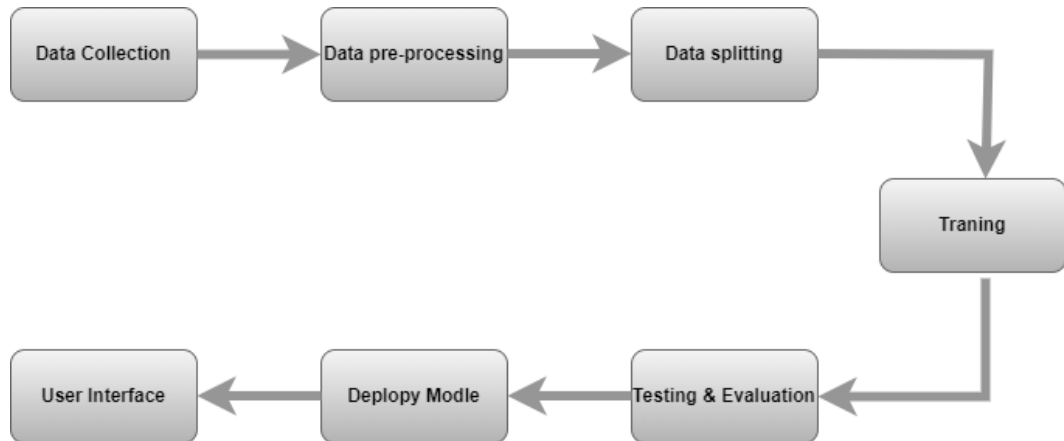 Data Collection
Data pre-processing
Data splitting
Traning
Testing & Evaluation
Deplopy Modle
User Interface